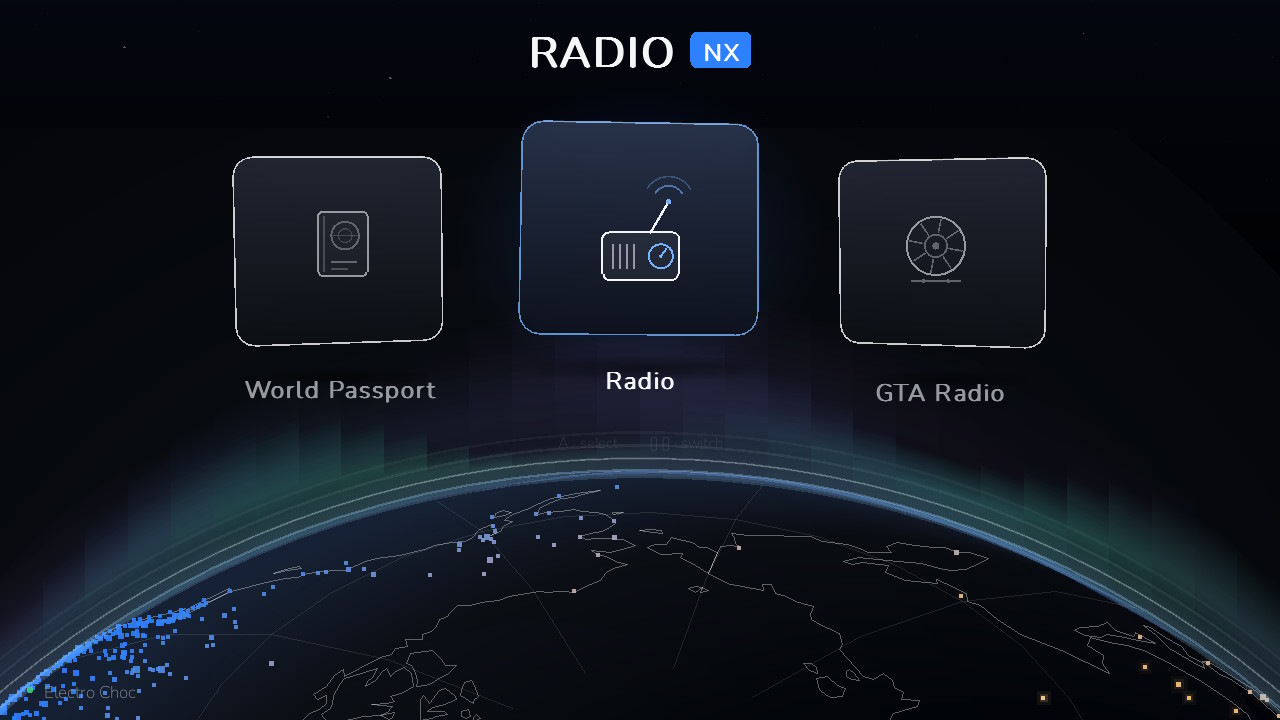 RADIO NX
World Passport
Radio
GTA Radio
A select switch
Electro Choc